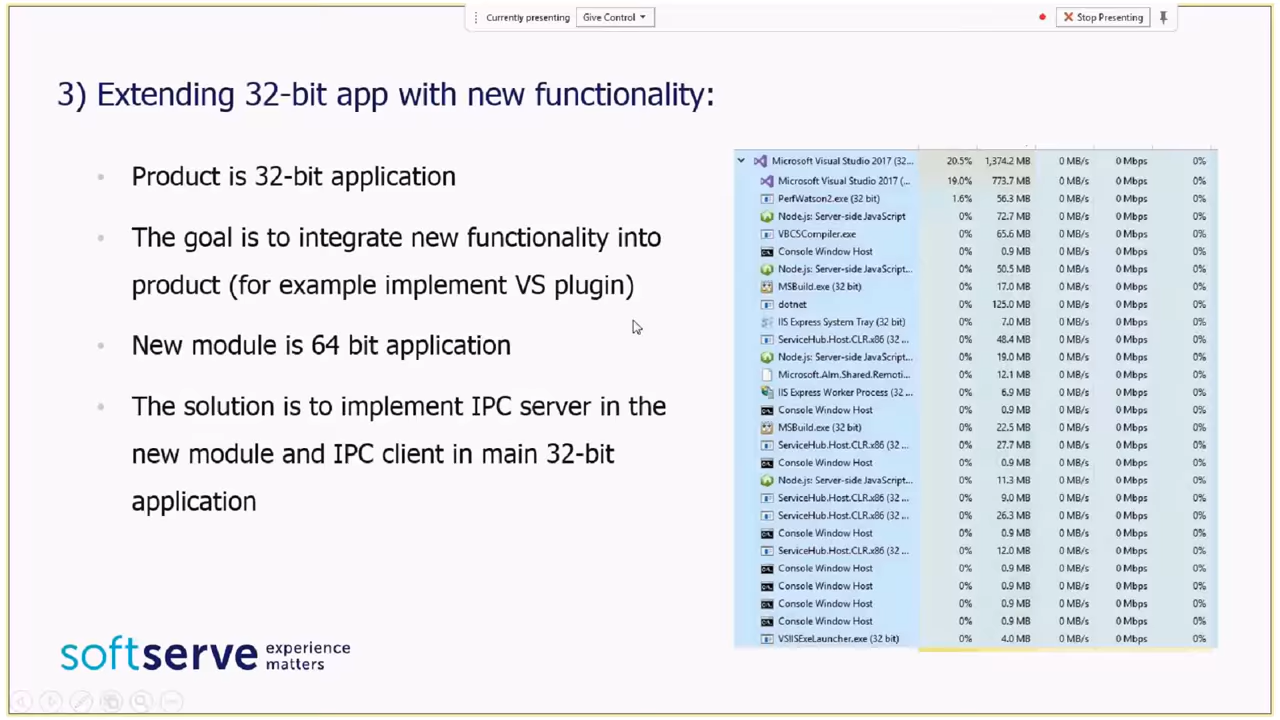 Currently presenting Give Control Stop Presenting
3) Extending 32-bit app with new functionality:
• Product is 32-bit application
• The goal is to integrate new functionality into
product (for example implement VS plugin)
• New module is 64 bit application
• The solution is to implement IPC server in the
new module and IPC client in main 32-bit
application
Microsoft Visual Studio 2017 (32... 20.5% 1,374.2 MB 0 MB/s 0 Mbps 0%
Microsoft Visual Studio 2017 (... 19.0% 773.7 MB 0 MB/s 0 Mbps 0%
PerfWatson2.exe (32 bit) 1.6% 56.3 MB 0 MB/s 0 Mbps 0%
Node.js: Server-side JavaScript 0% 72.7 MB 0 MB/s 0 Mbps 0%
VBCSCompiler.exe 0% 65.6 MB 0 MB/s 0 Mbps 0%
Console Window Host 0% 0.9 MB 0 MB/s 0 Mbps 0%
Node.js: Server-side JavaScript... 0% 50.5 MB 0 MB/s 0 Mbps 0%
MSBuild.exe (32 bit) 0% 17.0 MB 0 MB/s 0 Mbps 0%
dotnet 0% 125.0 MB 0 MB/s 0 Mbps 0%
IIS Express System Tray (32 bit) 0% 7.0 MB 0 MB/s 0 Mbps 0%
ServiceHub.Host.CLR.x86 (32 ... 0% 48.4 MB 0 MB/s 0 Mbps 0%
Node.js: Server-side JavaScript... 0% 19.0 MB 0 MB/s 0 Mbps 0%
Microsoft.Alm.Shared.Remoti... 0% 12.1 MB 0 MB/s 0 Mbps 0%
IIS Express Worker Process (32 ... 0% 6.9 MB 0 MB/s 0 Mbps 0%
Console Window Host 0% 0.9 MB 0 MB/s 0 Mbps 0%
MSBuild.exe (32 bit) 0% 22.5 MB 0 MB/s 0 Mbps 0%
ServiceHub.Host.CLR.x86 (32 ... 0% 27.7 MB 0 MB/s 0 Mbps 0%
Console Window Host 0% 0.9 MB 0 MB/s 0 Mbps 0%
Node.js: Server-side JavaScript... 0% 11.3 MB 0 MB/s 0 Mbps 0%
ServiceHub.Host.CLR.x86 (32 ... 0% 9.0 MB 0 MB/s 0 Mbps 0%
ServiceHub.Host.CLR.x86 (32 ... 0% 26.3 MB 0 MB/s 0 Mbps 0%
Console Window Host 0% 0.9 MB 0 MB/s 0 Mbps 0%
ServiceHub.Host.CLR.x86 (32 ... 0% 12.0 MB 0 MB/s 0 Mbps 0%
Console Window Host 0% 0.9 MB 0 MB/s 0 Mbps 0%
Console Window Host 0% 0.9 MB 0 MB/s 0 Mbps 0%
Console Window Host 0% 0.9 MB 0 MB/s 0 Mbps 0%
Console Window Host 0% 0.9 MB 0 MB/s 0 Mbps 0%
VSIISExeLauncher.exe (32 bit) 0% 4.0 MB 0 MB/s 0 Mbps 0%
softserve experience
matters